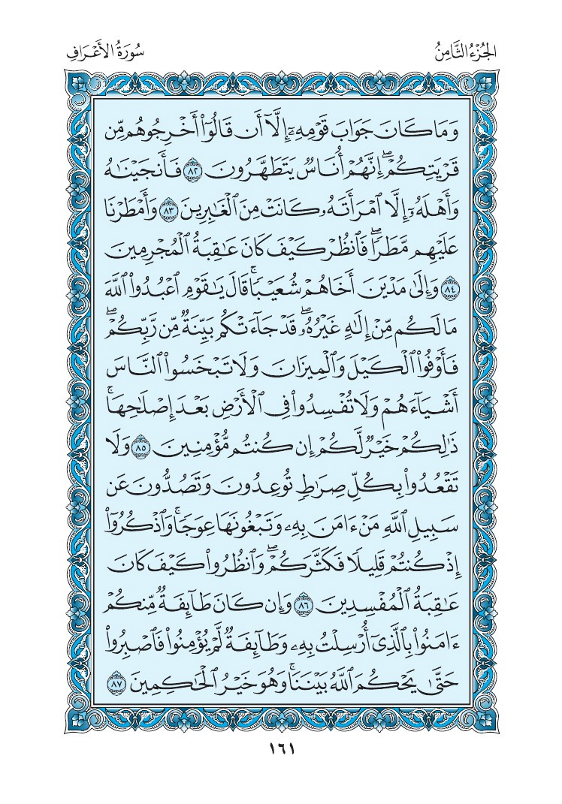 الجُزْءُ الثَّامِنُ
سُورَةُ الأَعْرَافِ
وَمَا كَانَ جَوَابَ قَوْمِهِۦٓ إِلَّآ أَن قَالُوٓا۟ أَخْرِجُوهُم مِّن
قَرْيَتِكُمْ ۖ إِنَّهُمْ أُنَاسٌ يَتَطَهَّرُونَ ٨٢ فَأَنجَيْنَٰهُ
وَأَهْلَهُۥٓ إِلَّا ٱمْرَأَتَهُۥ كَانَتْ مِنَ ٱلْغَٰبِرِينَ ٨٣ وَأَمْطَرْنَا
عَلَيْهِم مَّطَرًا ۖ فَٱنظُرْ كَيْفَ كَانَ عَٰقِبَةُ ٱلْمُجْرِمِينَ
٨٤ وَإِلَىٰ مَدْيَنَ أَخَاهُمْ شُعَيْبًا ۗ قَالَ يَٰقَوْمِ ٱعْبُدُوا۟ ٱللَّهَ
مَا لَكُم مِّنْ إِلَٰهٍ غَيْرُهُۥ ۖ قَدْ جَآءَتْكُم بَيِّنَةٌ مِّن رَّبِّكُمْ ۖ
فَأَوْفُوا۟ ٱلْكَيْلَ وَٱلْمِيزَانَ وَلَا تَبْخَسُوا۟ ٱلنَّاسَ
أَشْيَآءَهُمْ وَلَا تُفْسِدُوا۟ فِى ٱلْأَرْضِ بَعْدَ إِصْلَٰحِهَا ۚ
ذَٰلِكُمْ خَيْرٌ لَّكُمْ إِن كُنتُم مُّؤْمِنِينَ ٨٥ وَلَا
تَقْعُدُوا۟ بِكُلِّ صِرَٰطٍ تُوعِدُونَ وَتَصُدُّونَ عَن
سَبِيلِ ٱللَّهِ مَنْ ءَامَنَ بِهِۦ وَتَبْغُونَهَا عِوَجًا ۚ وَٱذْكُرُوٓا۟
إِذْ كُنتُمْ قَلِيلًا فَكَثَّرَكُمْ ۖ وَٱنظُرُوا۟ كَيْفَ كَانَ
عَٰقِبَةُ ٱلْمُفْسِدِينَ ٨٦ وَإِن كَانَ طَآئِفَةٌ مِّنكُمْ
ءَامَنُوا۟ بِٱلَّذِىٓ أُرْسِلْتُ بِهِۦ وَطَآئِفَةٌ لَّمْ يُؤْمِنُوا۟ فَٱصْبِرُوا۟
حَتَّىٰ يَحْكُمَ ٱللَّهُ بَيْنَنَا ۚ وَهُوَ خَيْرُ ٱلْحَٰكِمِينَ ٨٧
١٦١